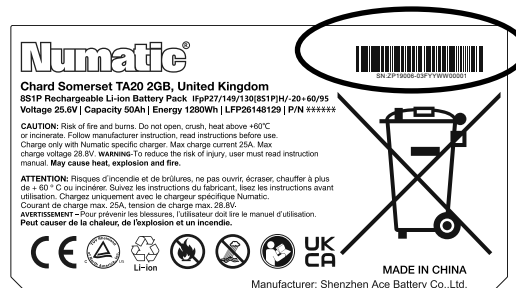 Numatic®
SN:ZP19006-03FYYWW00001
Chard Somerset TA20 2GB, United Kingdom
8S1P Rechargeable Li-ion Battery Pack IFpP27/149/130[8S1P]H/-20+60/95
Voltage 25.6V | Capacity 50Ah | Energy 1280Wh | LFP26148129 | P/N ******
CAUTION: Risk of fire and burns. Do not open, crush, heat above +60°C
or incinerate. Follow manufacturer instruction, read instructions before use.
Charge only with Numatic specific charger. Max charge current 25A. Max
charge voltage 28.8V. WARNING-To reduce the risk of injury, user must read instruction
manual. May cause heat, explosion and fire.
ATTENTION: Risques d'incendie et de brûlures, ne pas ouvrir, écraser, chauffer à plus
de + 60 ° C ou incinérer. Suivez les instructions du fabricant, lisez les instructions avant
utilisation. Chargez uniquement avec le chargeur spécifique Numatic.
Courant de charge max. 25A, tension de charge max. 28.8V.
AVERTISSEMENT – Pour prévenir les blessures, l'utilisateur doit lire le manuel d'utilisation.
Peut causer de la chaleur, de l'explosion et un incendie.
CE
Li-ion
UK
CA
MADE IN CHINA
Manufacturer: Shenzhen Ace Battery Co.,Ltd.